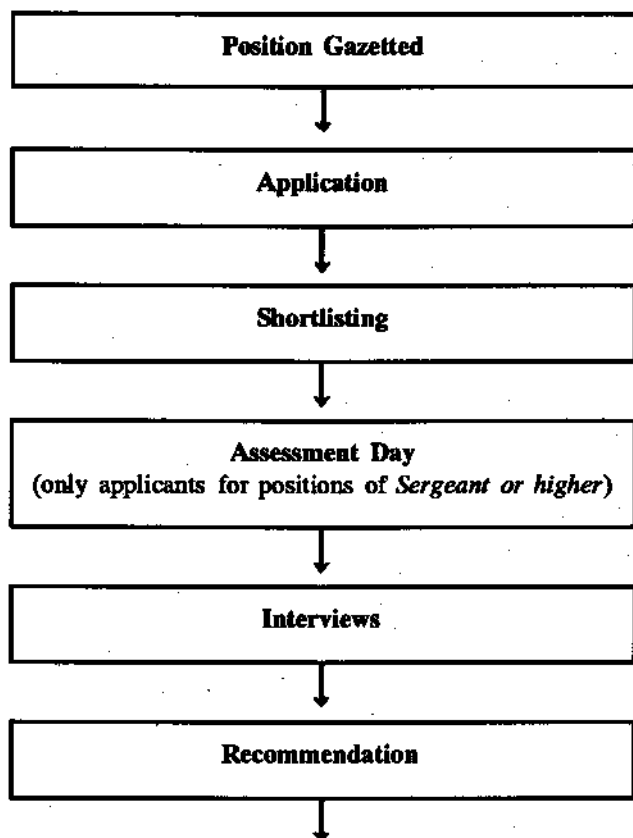 Position Gazetted
Application
Shortlisting
Assessment Day
(only applicants for positions of Sergeant or higher)
Interviews
Recommendation